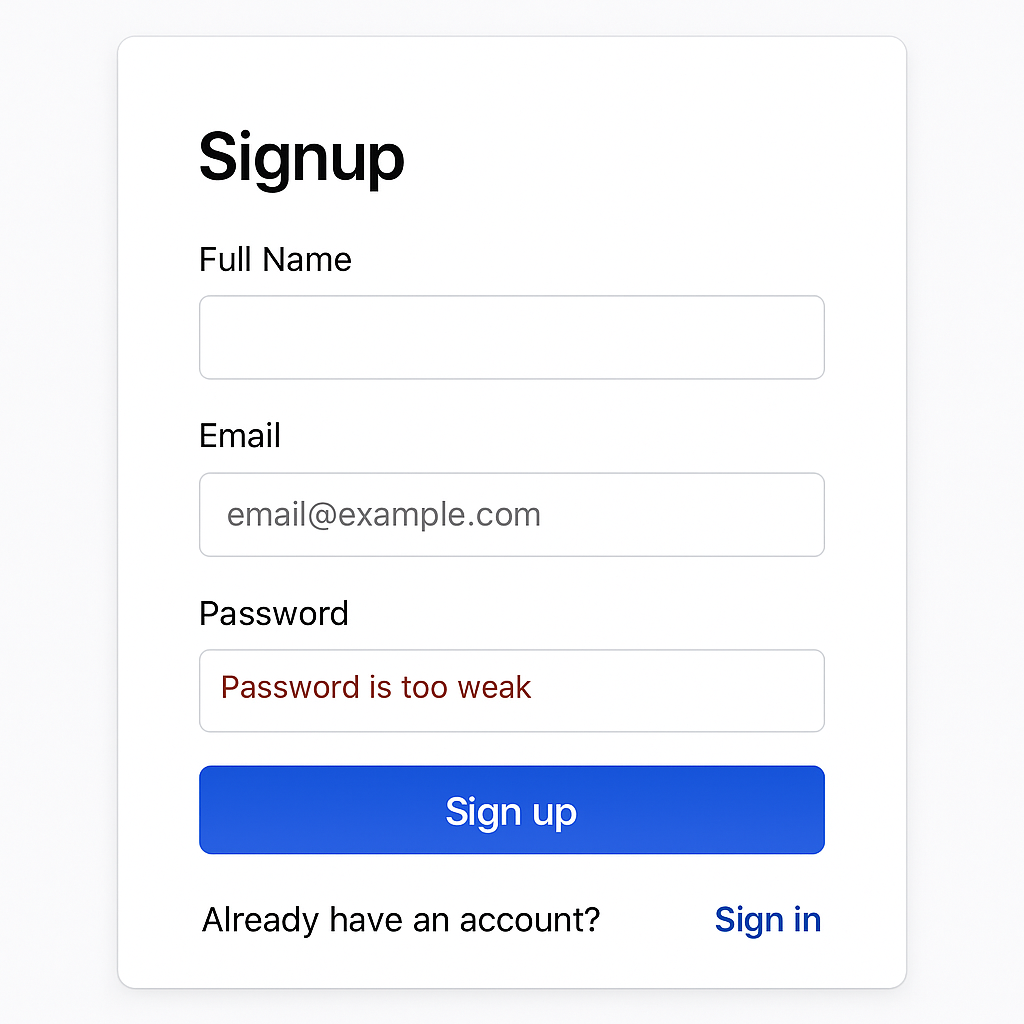 Signup
Full Name
Email
email@example.com
Password
Password is too weak
Sign up
Already have an account? Sign in